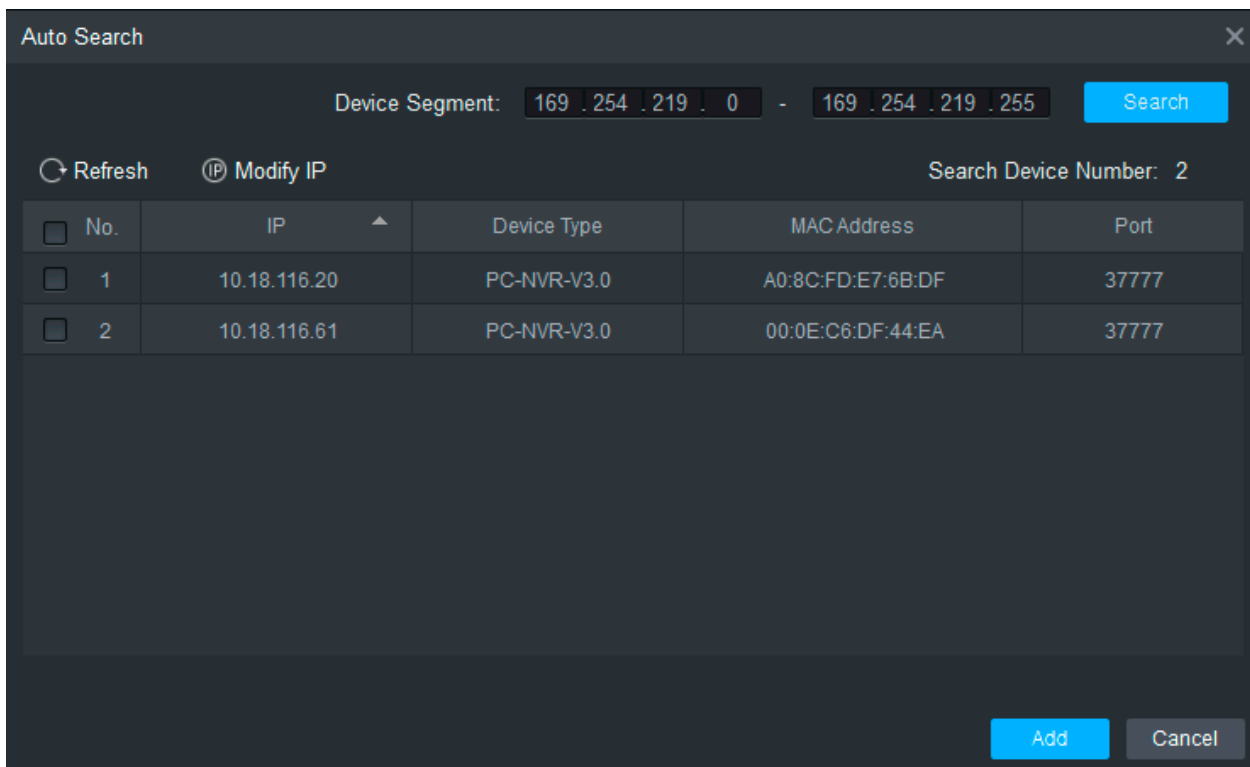 Auto Search
Device Segment: 169 . 254 . 219 . 0 - 169 . 254 . 219 . 255 Search
Refresh IP Modify IP Search Device Number: 2
No. IP Device Type MAC Address Port
1 10.18.116.20 PC-NVR-V3.0 A0:8C:FD:E7:6B:DF 37777
2 10.18.116.61 PC-NVR-V3.0 00:0E:C6:DF:44:EA 37777
Add Cancel